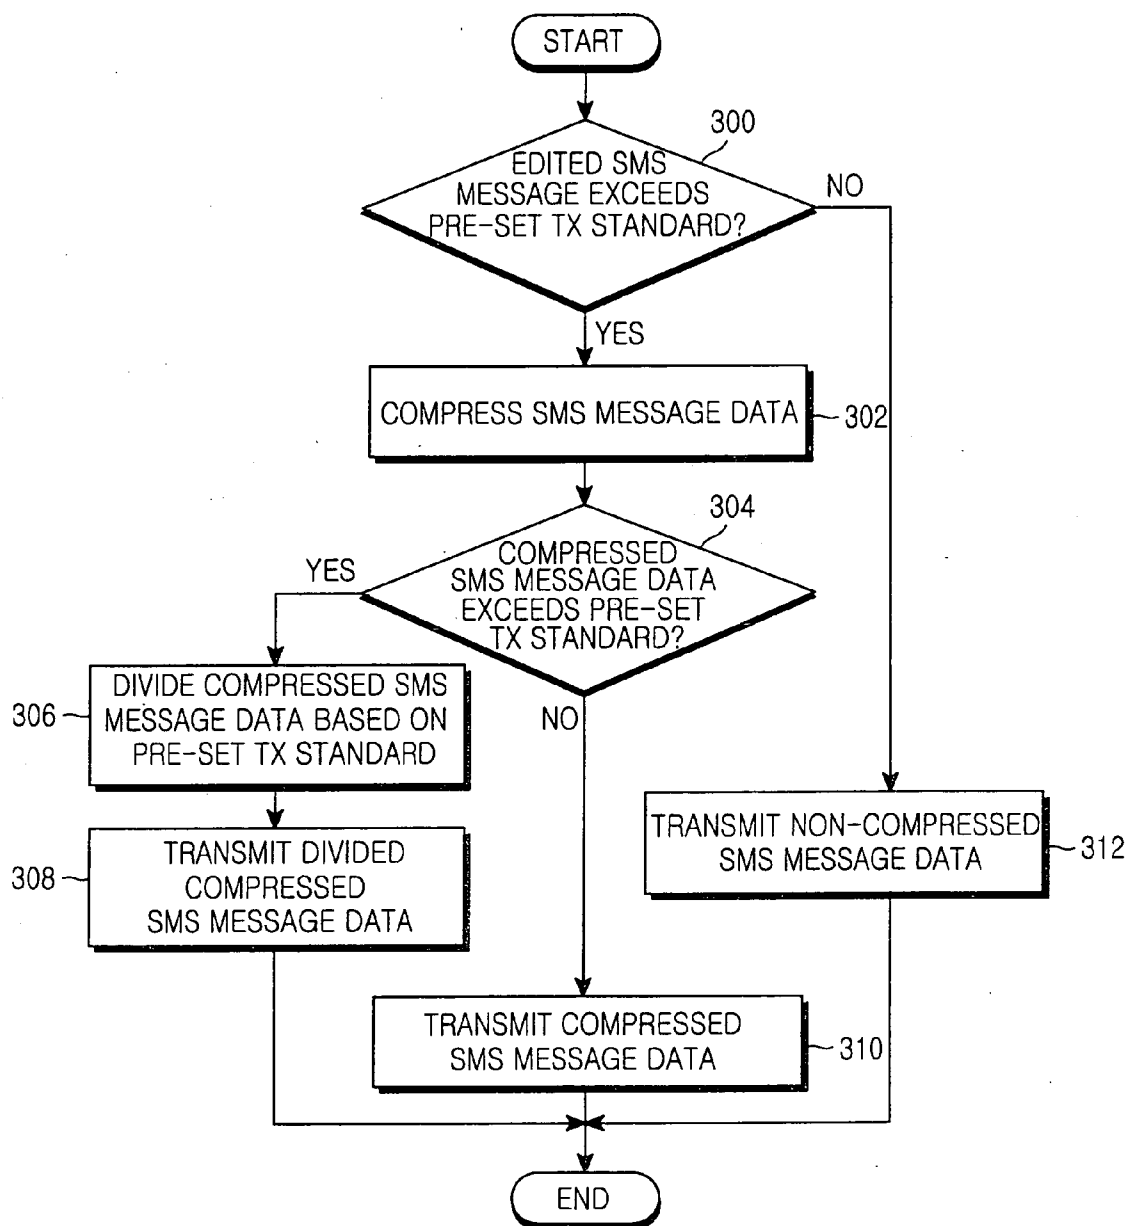 START
300
EDITED SMS
MESSAGE EXCEEDS
PRE-SET TX STANDARD?
NO
YES
COMPRESS SMS MESSAGE DATA
302
304
COMPRESSED
SMS MESSAGE DATA
EXCEEDS PRE-SET
TX STANDARD?
YES
NO
306
DIVIDE COMPRESSED SMS
MESSAGE DATA BASED ON
PRE-SET TX STANDARD
308
TRANSMIT DIVIDED
COMPRESSED
SMS MESSAGE DATA
TRANSMIT NON-COMPRESSED
SMS MESSAGE DATA
312
TRANSMIT COMPRESSED
SMS MESSAGE DATA
310
END